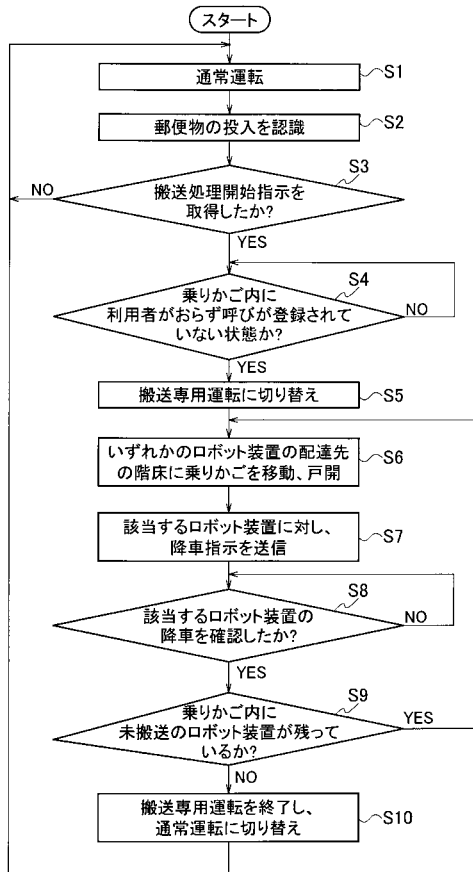 スタート
通常運転
S1
郵便物の投入を認識
S2
S3
搬送処理開始指示を
取得したか?
NO
YES
S4
乗りかご内に
利用者がおらず呼びが登録されて
いない状態か?
NO
YES
搬送専用運転に切り替え
S5
いずれかのロボット装置の配達先
の階床に乗りかごを移動、戸開
S6
該当するロボット装置に対し、
降車指示を送信
S7
S8
該当するロボット装置の
降車を確認したか?
NO
YES
S9
乗りかご内に
未搬送のロボット装置が残って
いるか?
YES
NO
搬送専用運転を終了し、
通常運転に切り替え
S10